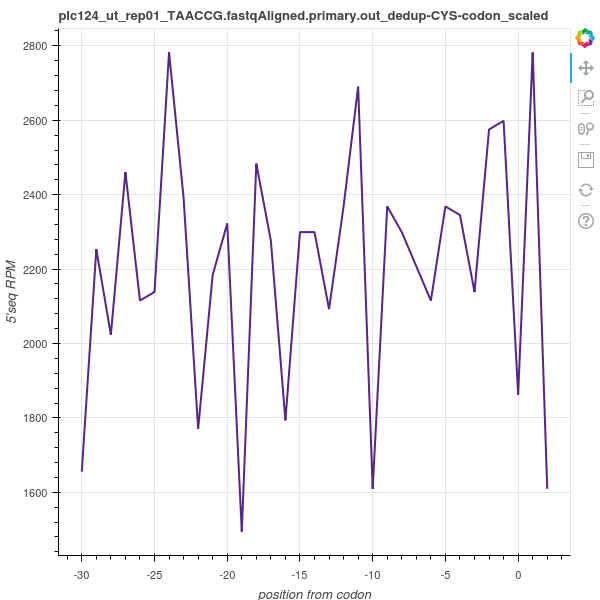 plc124_ut_rep01_TAACCG.fastqAligned.primary.out_dedup-CYS-codon_scaled
2800
2600
2400
2200
2000
1800
1600
5'seq RPM
-30 -25 -20 -15 -10 -5 0
position from codon